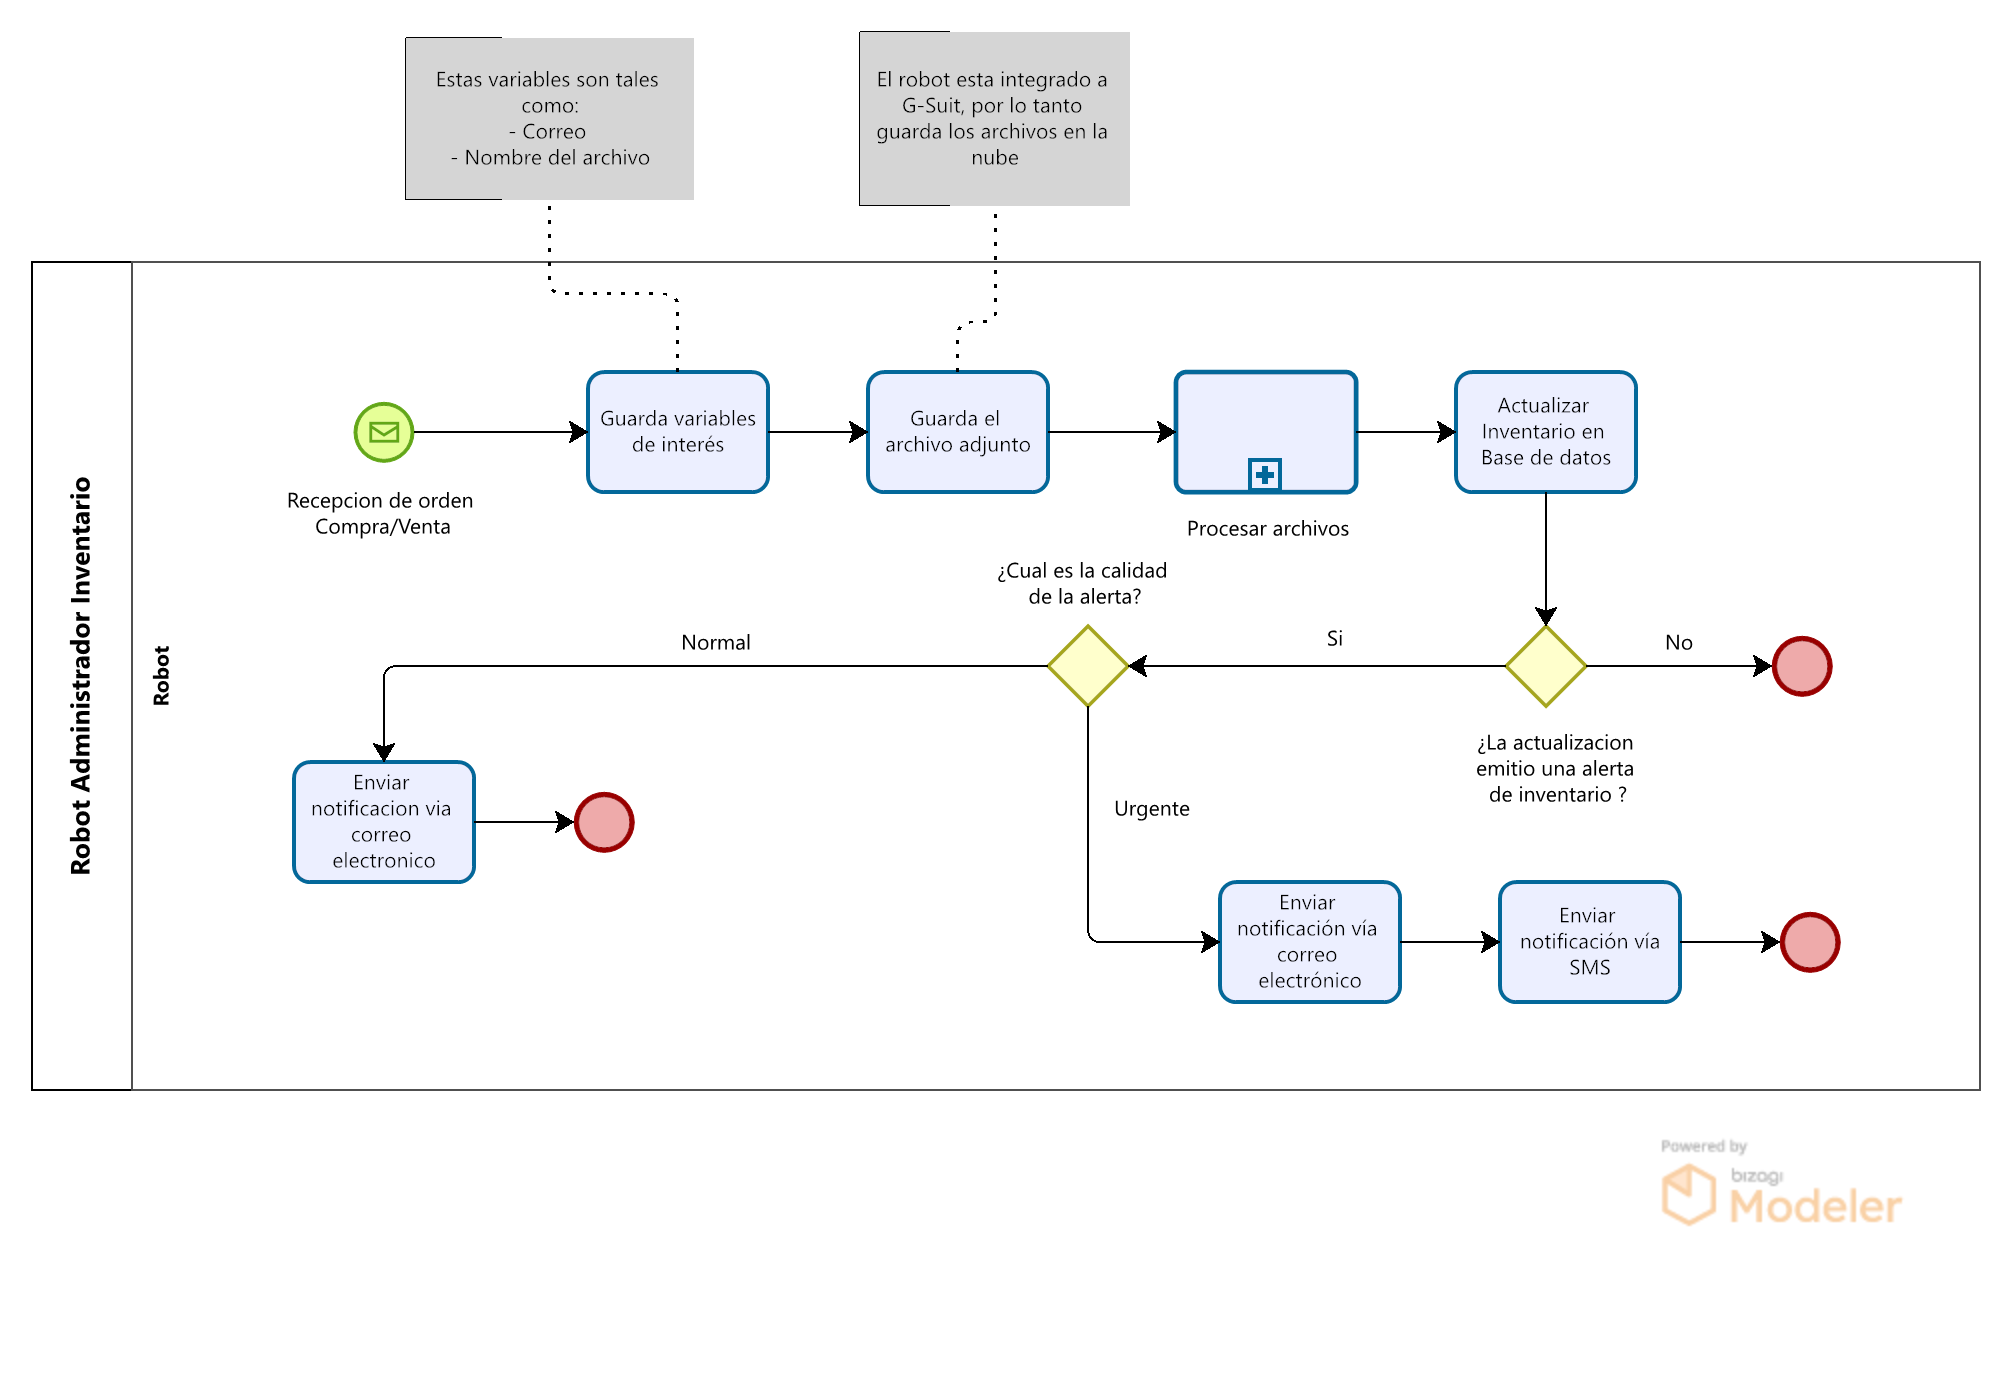 Estas variables son tales
como:
- Correo
- Nombre del archivo
El robot esta integrado a
G-Suit, por lo tanto
guarda los archivos en la
nube
Robot Administrador Inventario
Robot
Recepcion de orden
Compra/Venta
Guarda variables
de interés
Guarda el
archivo adjunto
Procesar archivos
Actualizar
Inventario en
Base de datos
¿Cual es la calidad
de la alerta?
Normal
Si
No
¿La actualizacion
emitio una alerta
de inventario ?
Urgente
Enviar
notificacion via
correo
electronico
Enviar
notificación vía
correo
electrónico
Enviar
notificación vía
SMS
Powered by
bizagi
Modeler